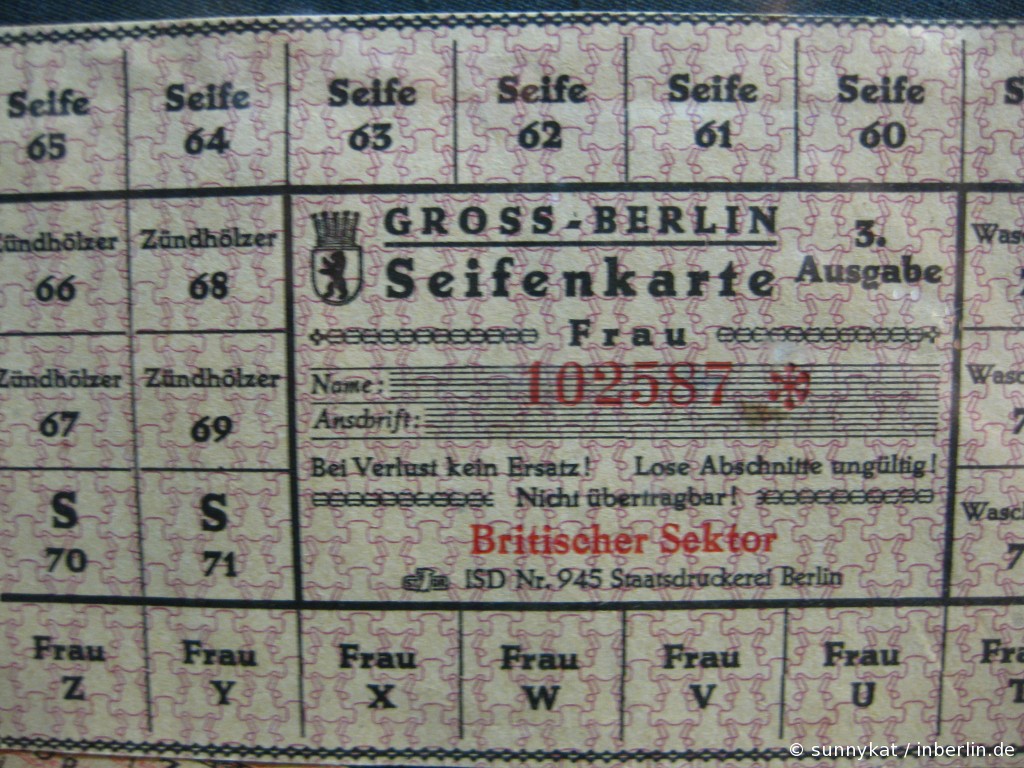 Seife Seife Seife Seife Seife Seife
65 64 63 62 61 60
Zündhölzer Zündhölzer
66 68
GROSS-BERLIN
Seifenkarte
3.
Ausgabe
Frau
Name:
102587 *
Anschrift:
Zündhölzer Zündhölzer
67 69
Bei Verlust kein Ersatz! Lose Abschnitte ungültig!
Nicht übertragbar!
S S
70 71
Britischer Sektor
ISD Nr. 945 Staatsdruckerei Berlin
Frau Frau Frau Frau Frau Frau
Z Y X W V U
© sunnykat / inberlin.de